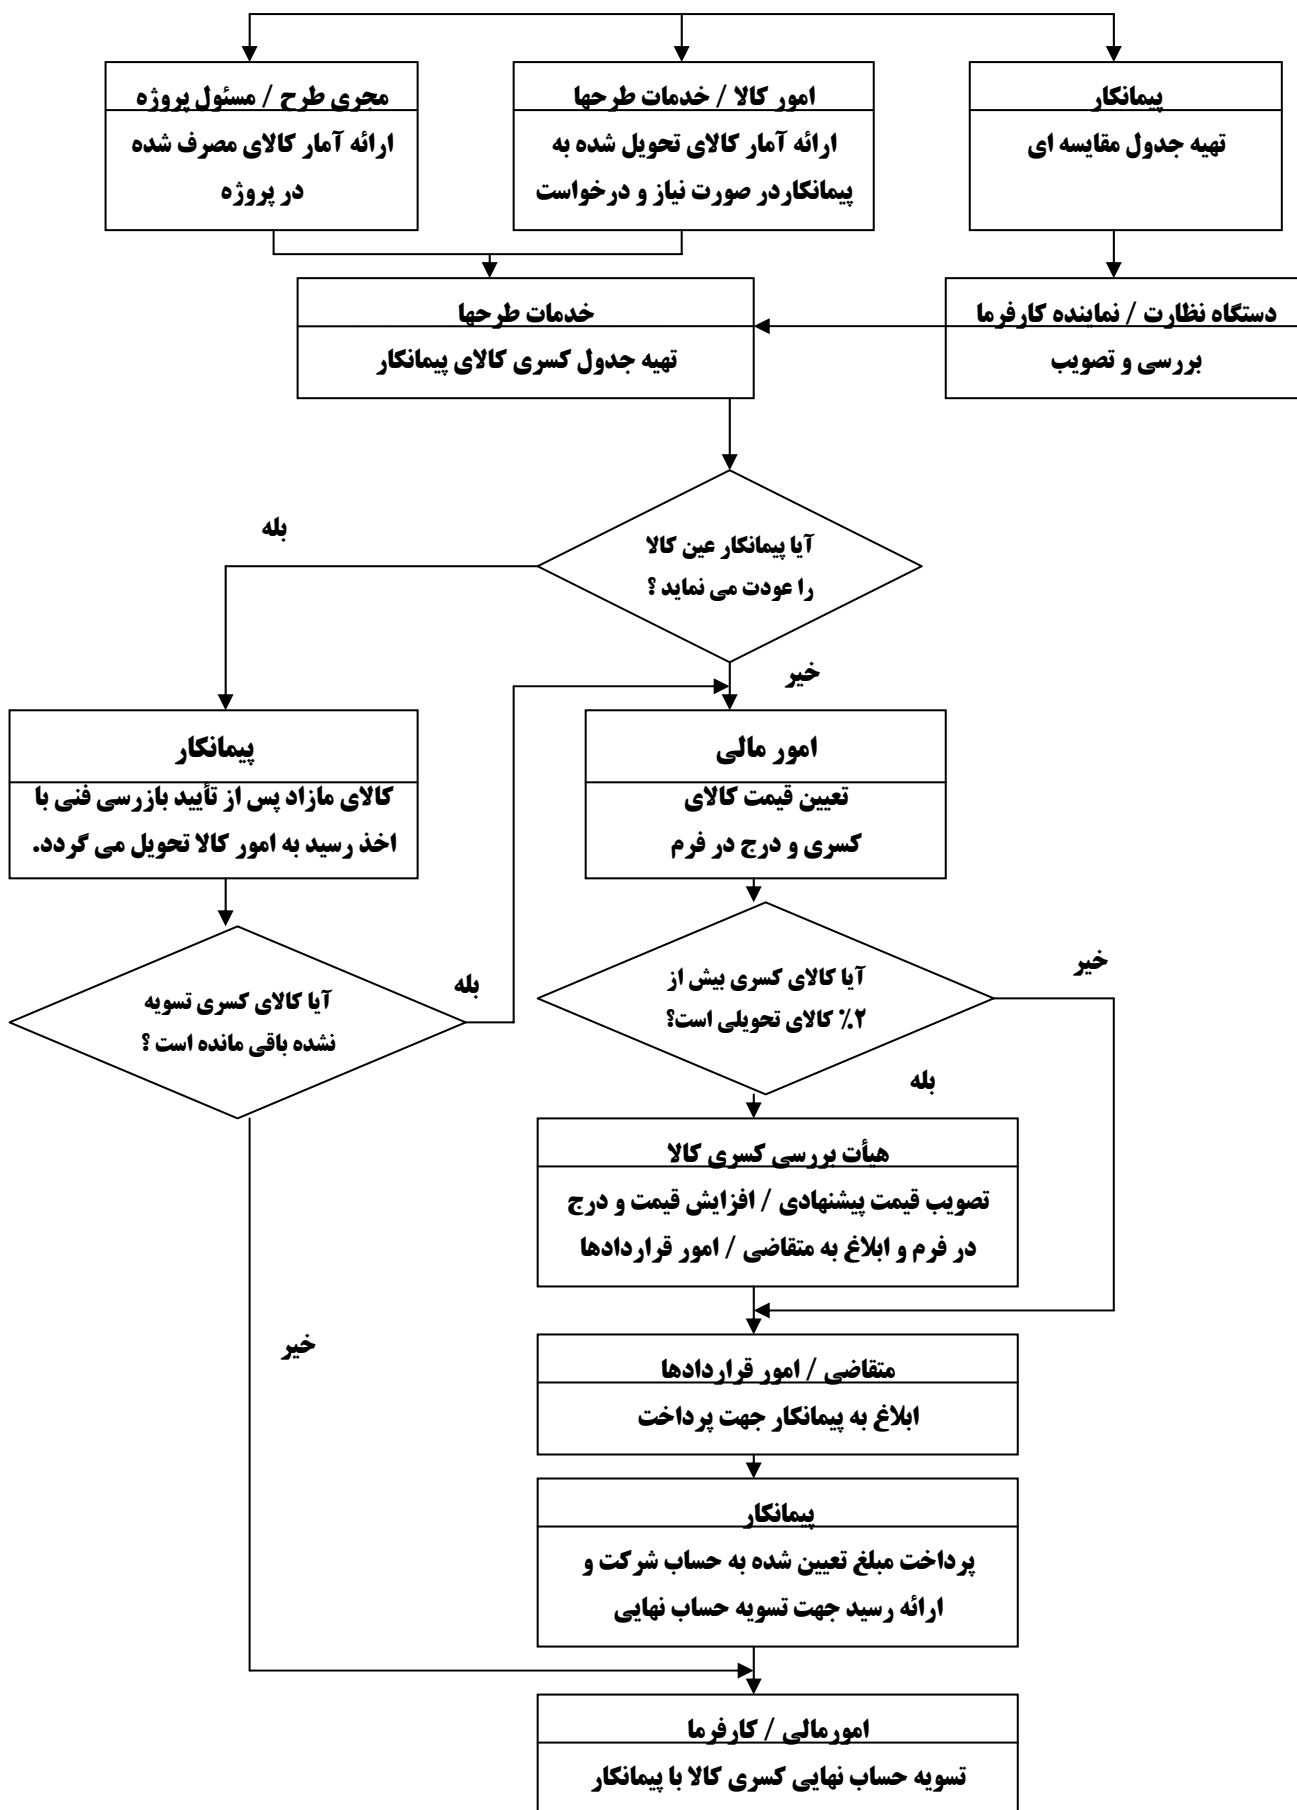 پیمانکار
تهیه جدول مقایسه ای
امور کالا / خدمات طرحها
ارائه آمار کالای تحویل شده به
پیمانکاردر صورت نیاز و درخواست
مجری طرح / مسئول پروژه
ارائه آمار کالای مصرف شده
در پروژه
دستگاه نظارت / نماینده کارفرما
بررسی و تصویب
خدمات طرحها
تهیه جدول کسری کالای پیمانکار
آیا پیمانکار عین کالا
را عودت می نماید ؟
بله
خیر
امور مالی
تعیین قیمت کالای
کسری و درج در فرم
پیمانکار
کالای مازاد پس از تأیید بازرسی فنی با
اخذ رسید به امور کالا تحویل می گردد.
آیا کالای کسری بیش از
۲٪ کالای تحویلی است؟
خیر
بله
آیا کالای کسری تسویه
نشده باقی مانده است ؟
بله
خیر
هیأت بررسی کسری کالا
تصویب قیمت پیشنهادی / افزایش قیمت و درج
در فرم و ابلاغ به متقاضی / امور قراردادها
متقاضی / امور قراردادها
ابلاغ به پیمانکار جهت پرداخت
پیمانکار
پرداخت مبلغ تعیین شده به حساب شرکت و
ارائه رسید جهت تسویه حساب نهایی
امورمالی / کارفرما
تسویه حساب نهایی کسری کالا با پیمانکار